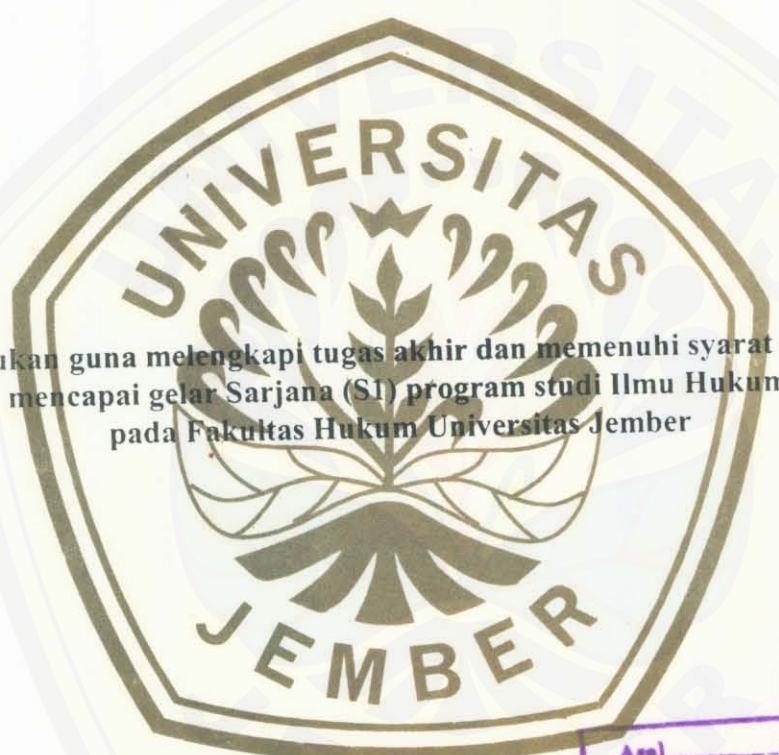 UNIVERSITAS
ukan guna melengkapi tugas akhir dan memenuhi syarat
mencapai gelar Sarjana (S1) program studi Ilmu Hukum
pada Fakultas Hukum Universitas Jember
JEMBER
Asal